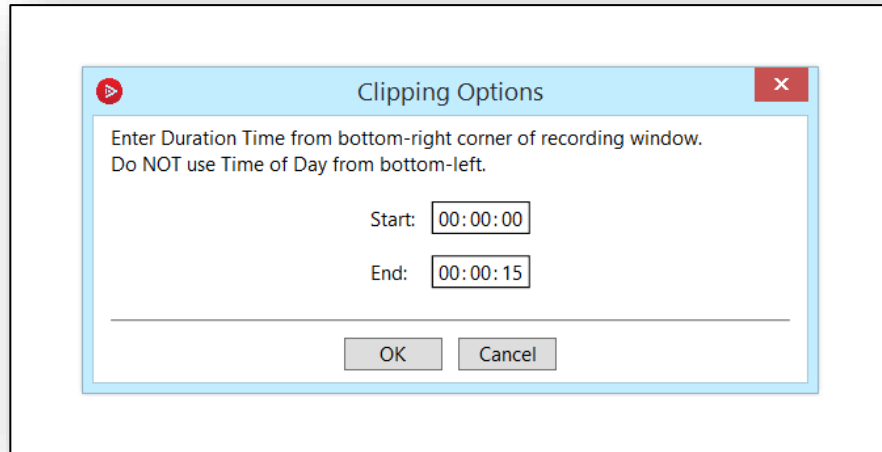 Clipping Options
Enter Duration Time from bottom-right corner of recording window.
Do NOT use Time of Day from bottom-left.
Start: 00:00:00
End: 00:00:15
OK Cancel